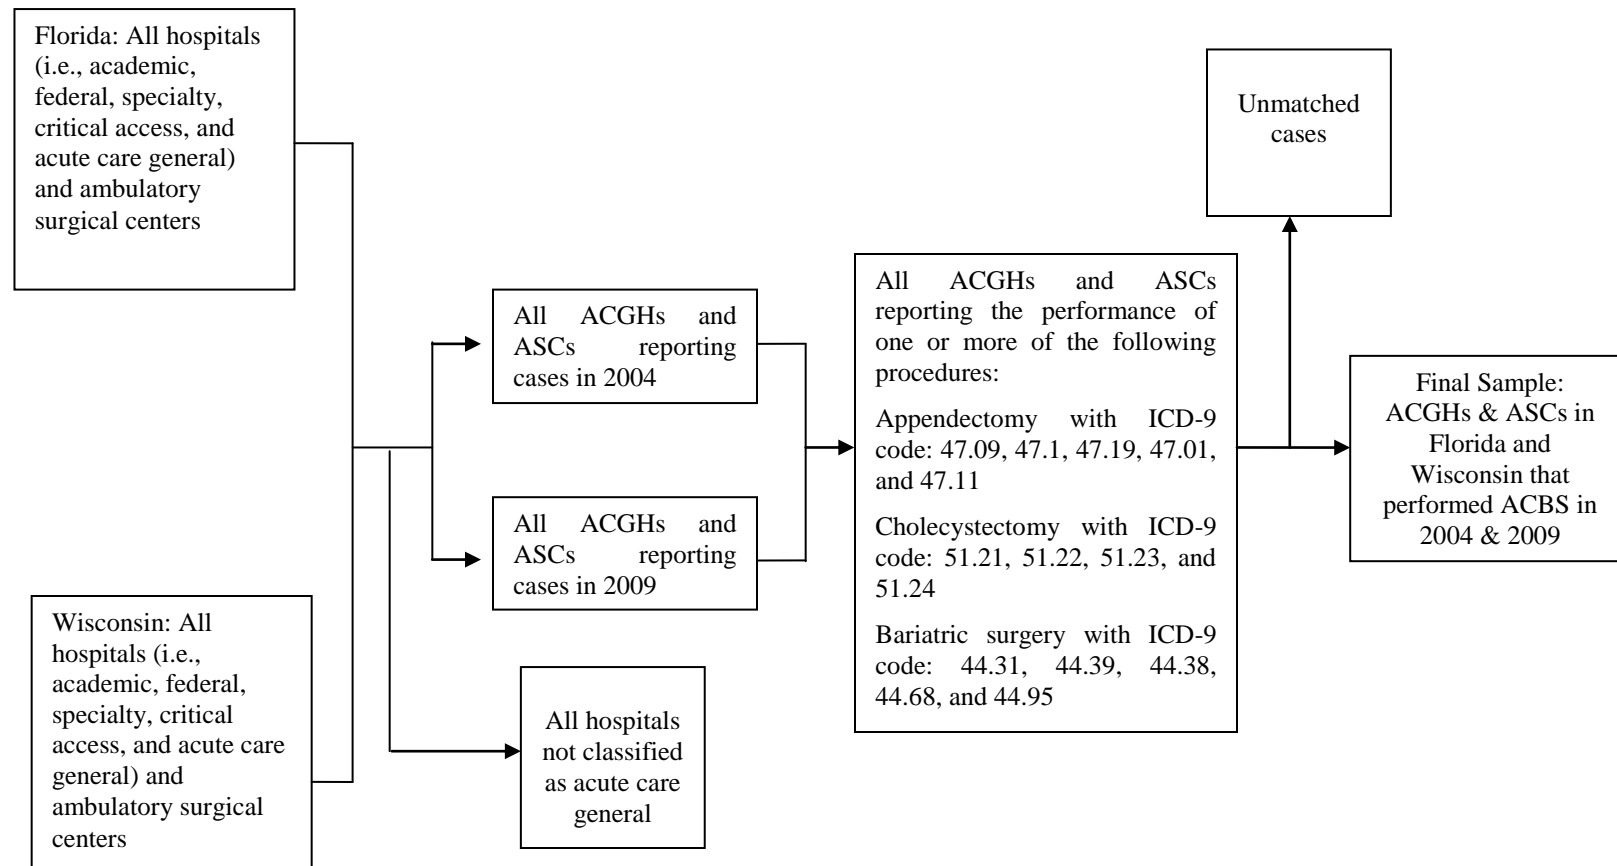 Florida: All hospitals
(i.e., academic,
federal, specialty,
critical access, and
acute care general)
and ambulatory
surgical centers
Wisconsin: All
hospitals (i.e.,
academic, federal,
specialty, critical
access, and acute care
general) and
ambulatory surgical
centers
All ACGHs and
ASCs reporting
cases in 2004
All ACGHs and
ASCs reporting
cases in 2009
All hospitals
not classified
as acute care
general
All ACGHs and ASCs
reporting the performance of
one or more of the following
procedures:
Appendectomy with ICD-9
code: 47.09, 47.1, 47.19, 47.01,
and 47.11
Cholecystectomy with ICD-9
code: 51.21, 51.22, 51.23, and
51.24
Bariatric surgery with ICD-9
code: 44.31, 44.39, 44.38,
44.68, and 44.95
Unmatched
cases
Final Sample:
ACGHs & ASCs in
Florida and
Wisconsin that
performed ACBS in
2004 & 2009